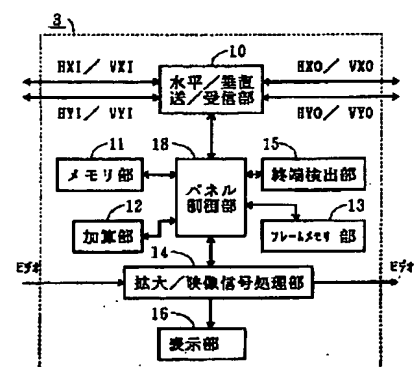 3
10
HXI/ VXI
水平/垂直
送/受信部
HXO/ VXO
HYI/ VYI
HYO/ VYO
11
18
15
メモリ部
パネル
制御部
終端検出部
12
13
加算部
フレームメモリ 部
14
ビデオ
拡大/映像信号処理部
ビデオ
16
表示部